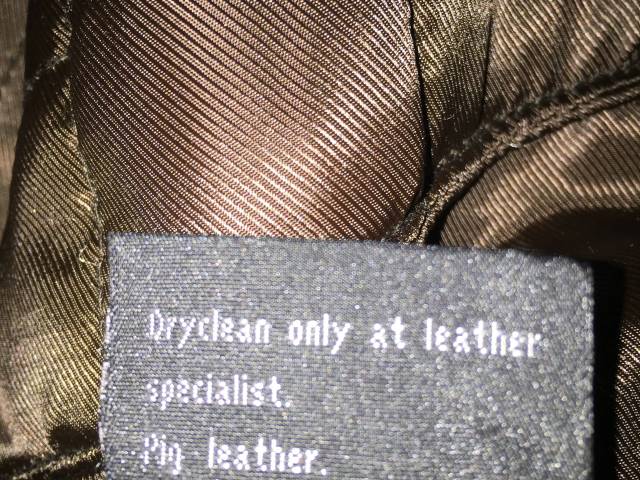 Dryclean only at leather
specialist.
Pig leather.